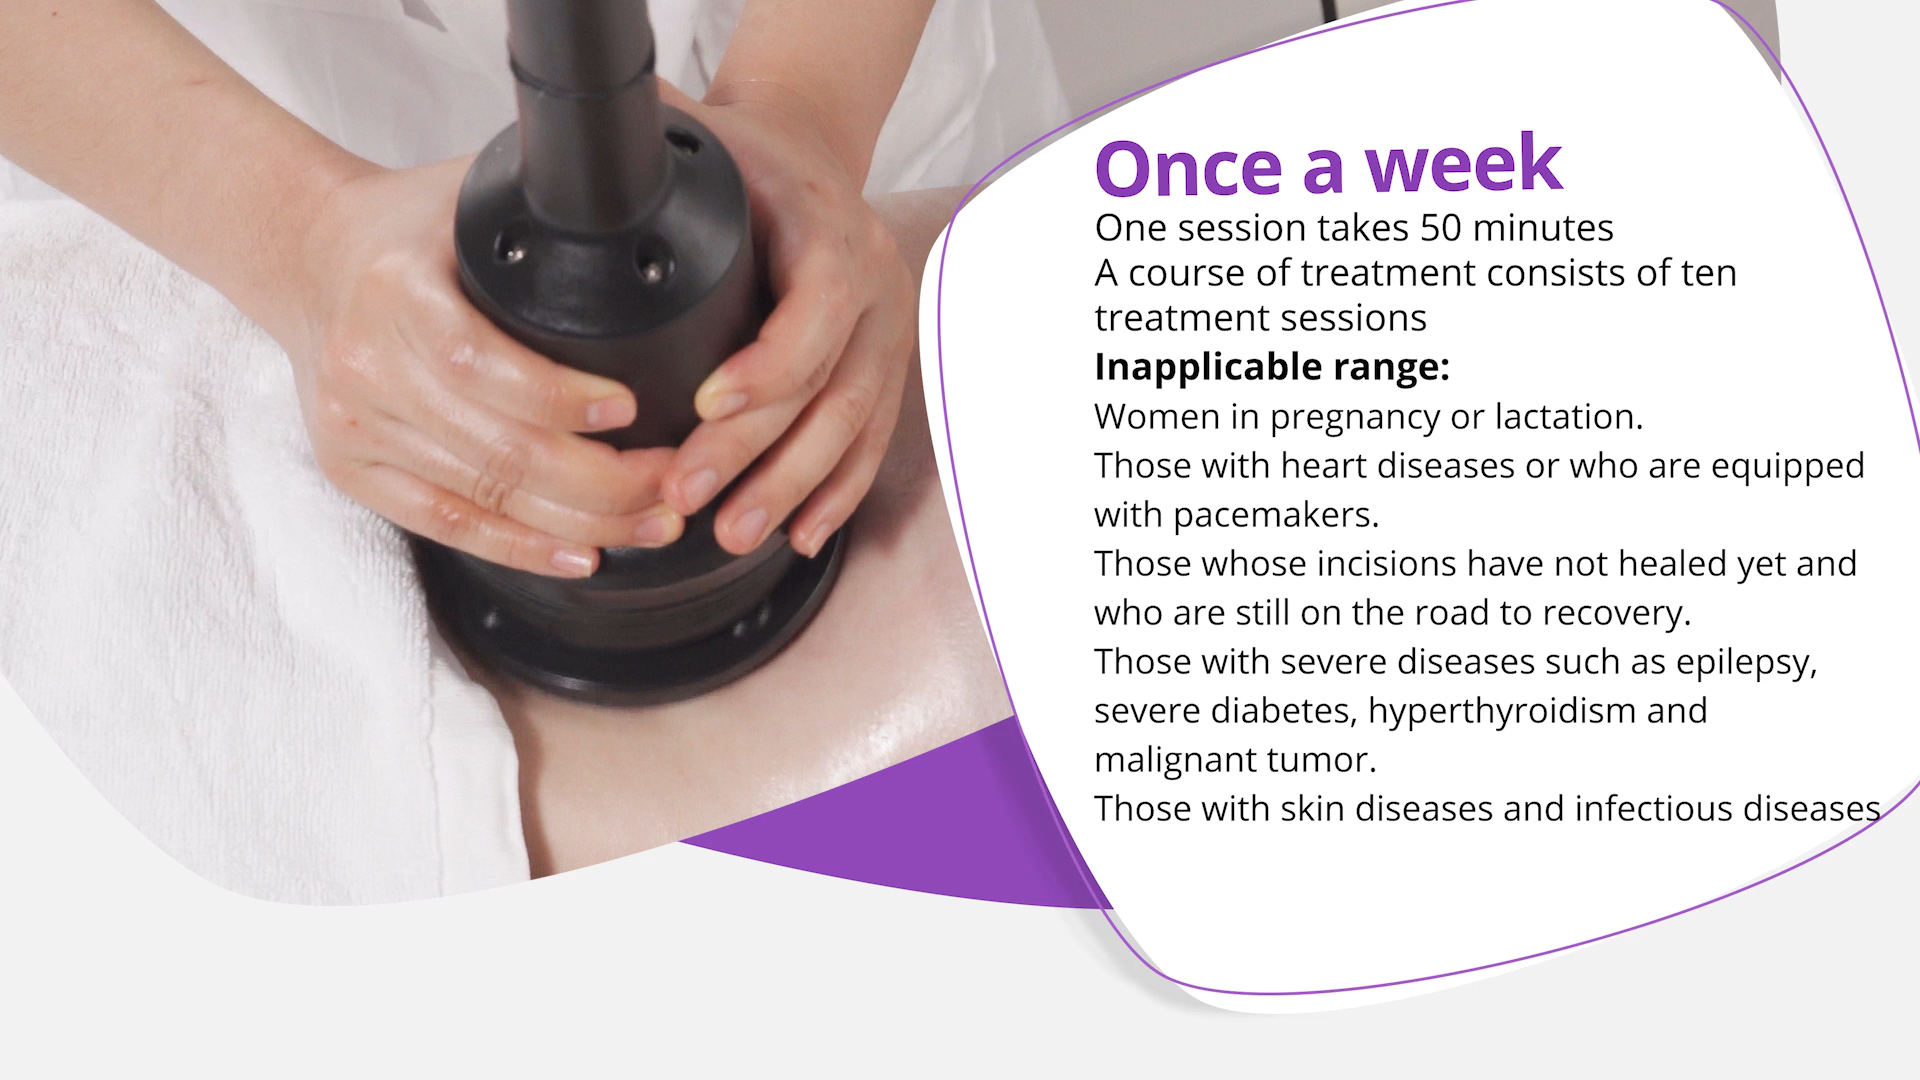 Once a week
One session takes 50 minutes
A course of treatment consists of ten
treatment sessions
Inapplicable range:
Women in pregnancy or lactation.
Those with heart diseases or who are equipped
with pacemakers.
Those whose incisions have not healed yet and
who are still on the road to recovery.
Those with severe diseases such as epilepsy,
severe diabetes, hyperthyroidism and
malignant tumor.
Those with skin diseases and infectious diseases